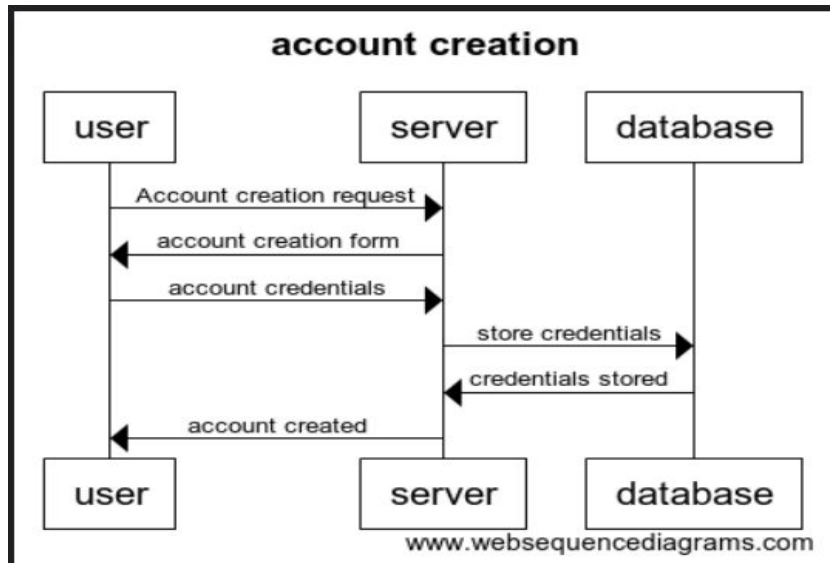 account creation
user server database
Account creation request
account creation form
account credentials
store credentials
credentials stored
account created
user server database
www.websequencediagrams.com